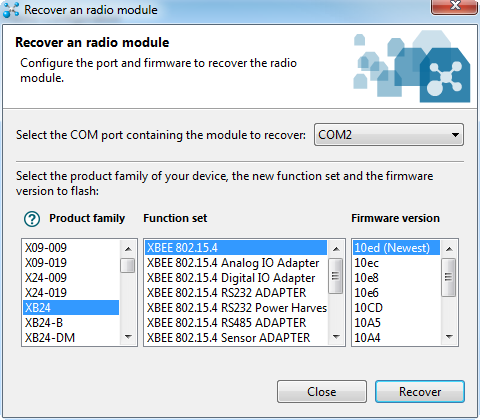 Recover an radio module
Recover an radio module
Configure the port and firmware to recover the radio
module.
Select the COM port containing the module to recover: COM2
Select the product family of your device, the new function set and the firmware
version to flash:
? Product family Function set Firmware version
X09-009 XBEE 802.15.4 10ed (Newest)
X09-019 XBEE 802.15.4 Analog IO Adapter 10ec
X24-009 XBEE 802.15.4 Digital IO Adapter 10e8
X24-019 XBEE 802.15.4 RS232 ADAPTER 10e6
XB24 XBEE 802.15.4 RS232 Power Harves 10CD
XB24-B XBEE 802.15.4 RS485 ADAPTER 10A5
XB24-DM XBEE 802.15.4 Sensor ADAPTER 10A4
Close Recover